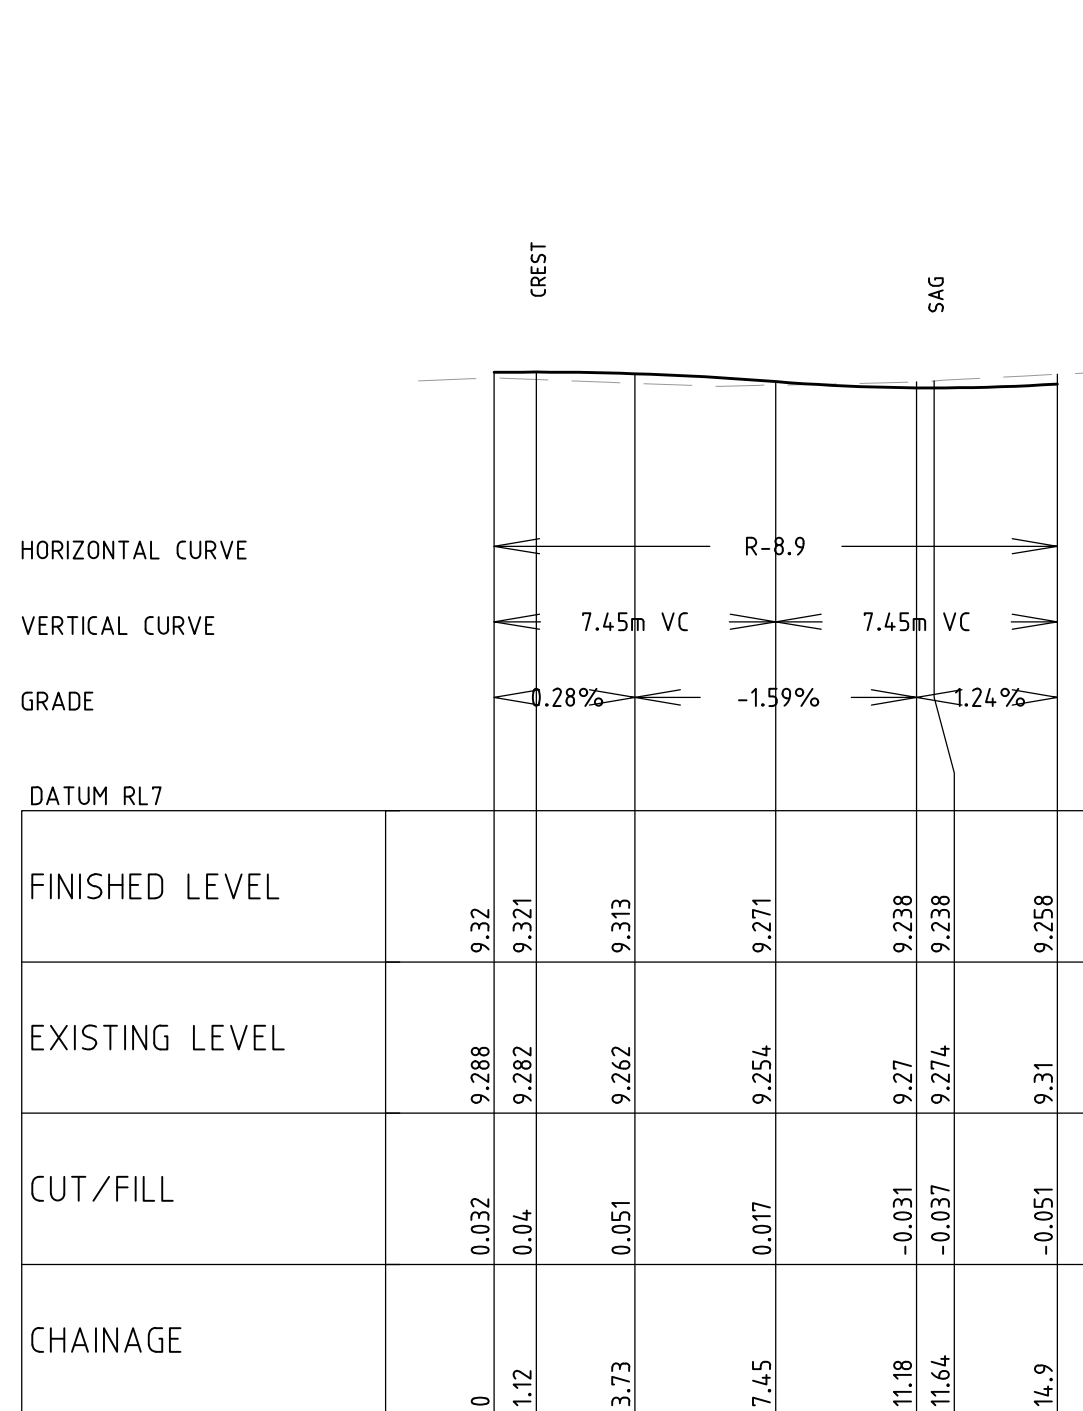 CREST
SAG
HORIZONTAL CURVE R-8.9
VERTICAL CURVE 7.45m VC 7.45m VC
GRADE 0.28% -1.59% 1.24%
DATUM RL7
FINISHED LEVEL 9.32 9.321 9.313 9.271 9.238 9.238 9.258
EXISTING LEVEL 9.288 9.282 9.262 9.254 9.27 9.274 9.31
CUT/FILL 0.032 0.04 0.051 0.017 -0.031 -0.037 -0.051
CHAINAGE 0 1.12 3.73 7.45 11.18 11.64 14.9